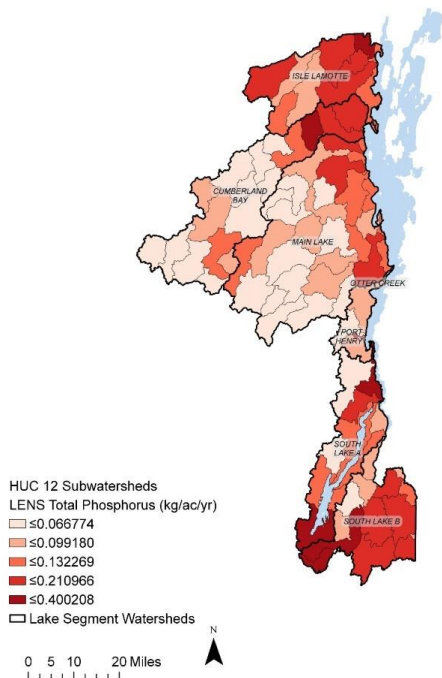 ISLE LAMOTTE
CUMBERLAND
BAY
MAIN LAKE
OTTER CREEK
PORT
HENRY
SOUTH
LAKE A
SOUTH LAKE B
HUC 12 Subwatersheds
LENS Total Phosphorus (kg/ac/yr)
≤0.066774
≤0.099180
≤0.132269
≤0.210966
≤0.400208
Lake Segment Watersheds
N
0 5 10 20 Miles